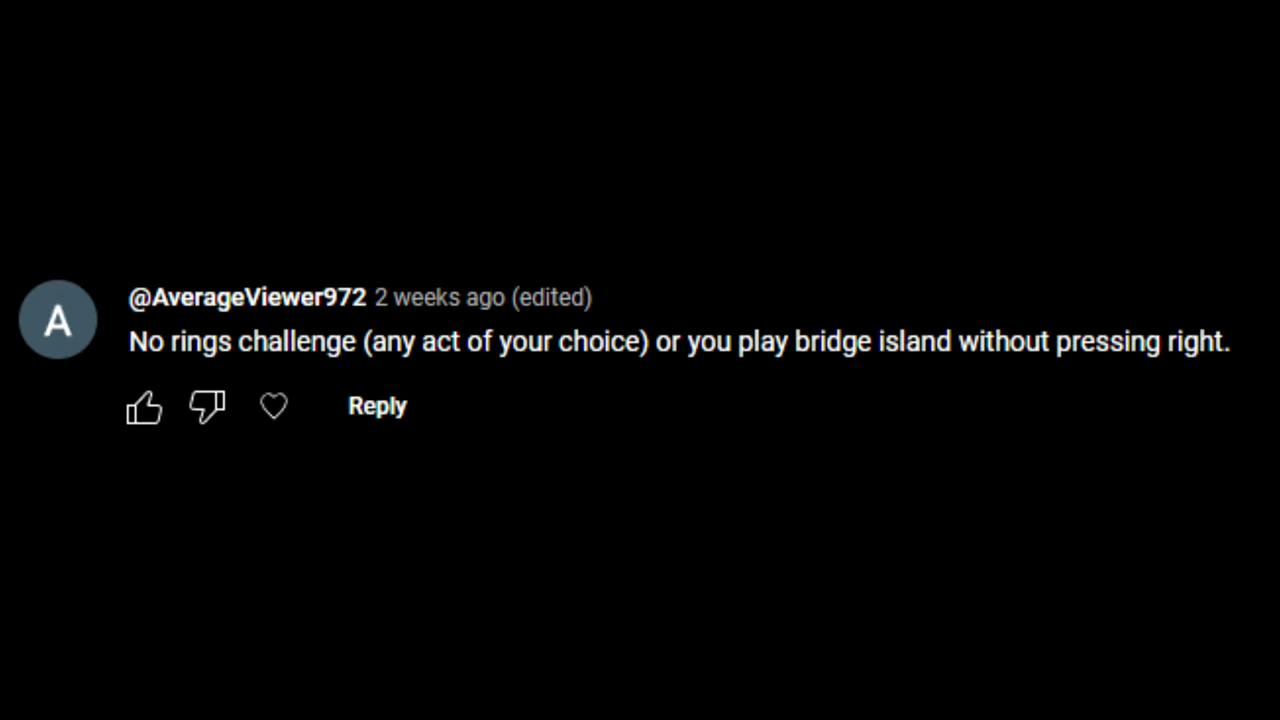 A
@AverageViewer972 2 weeks ago (edited)
No rings challenge (any act of your choice) or you play bridge island without pressing right.
Reply